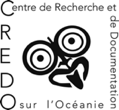 CREDO
Centre de Recherche et
de Documentation
sur l'Océanie